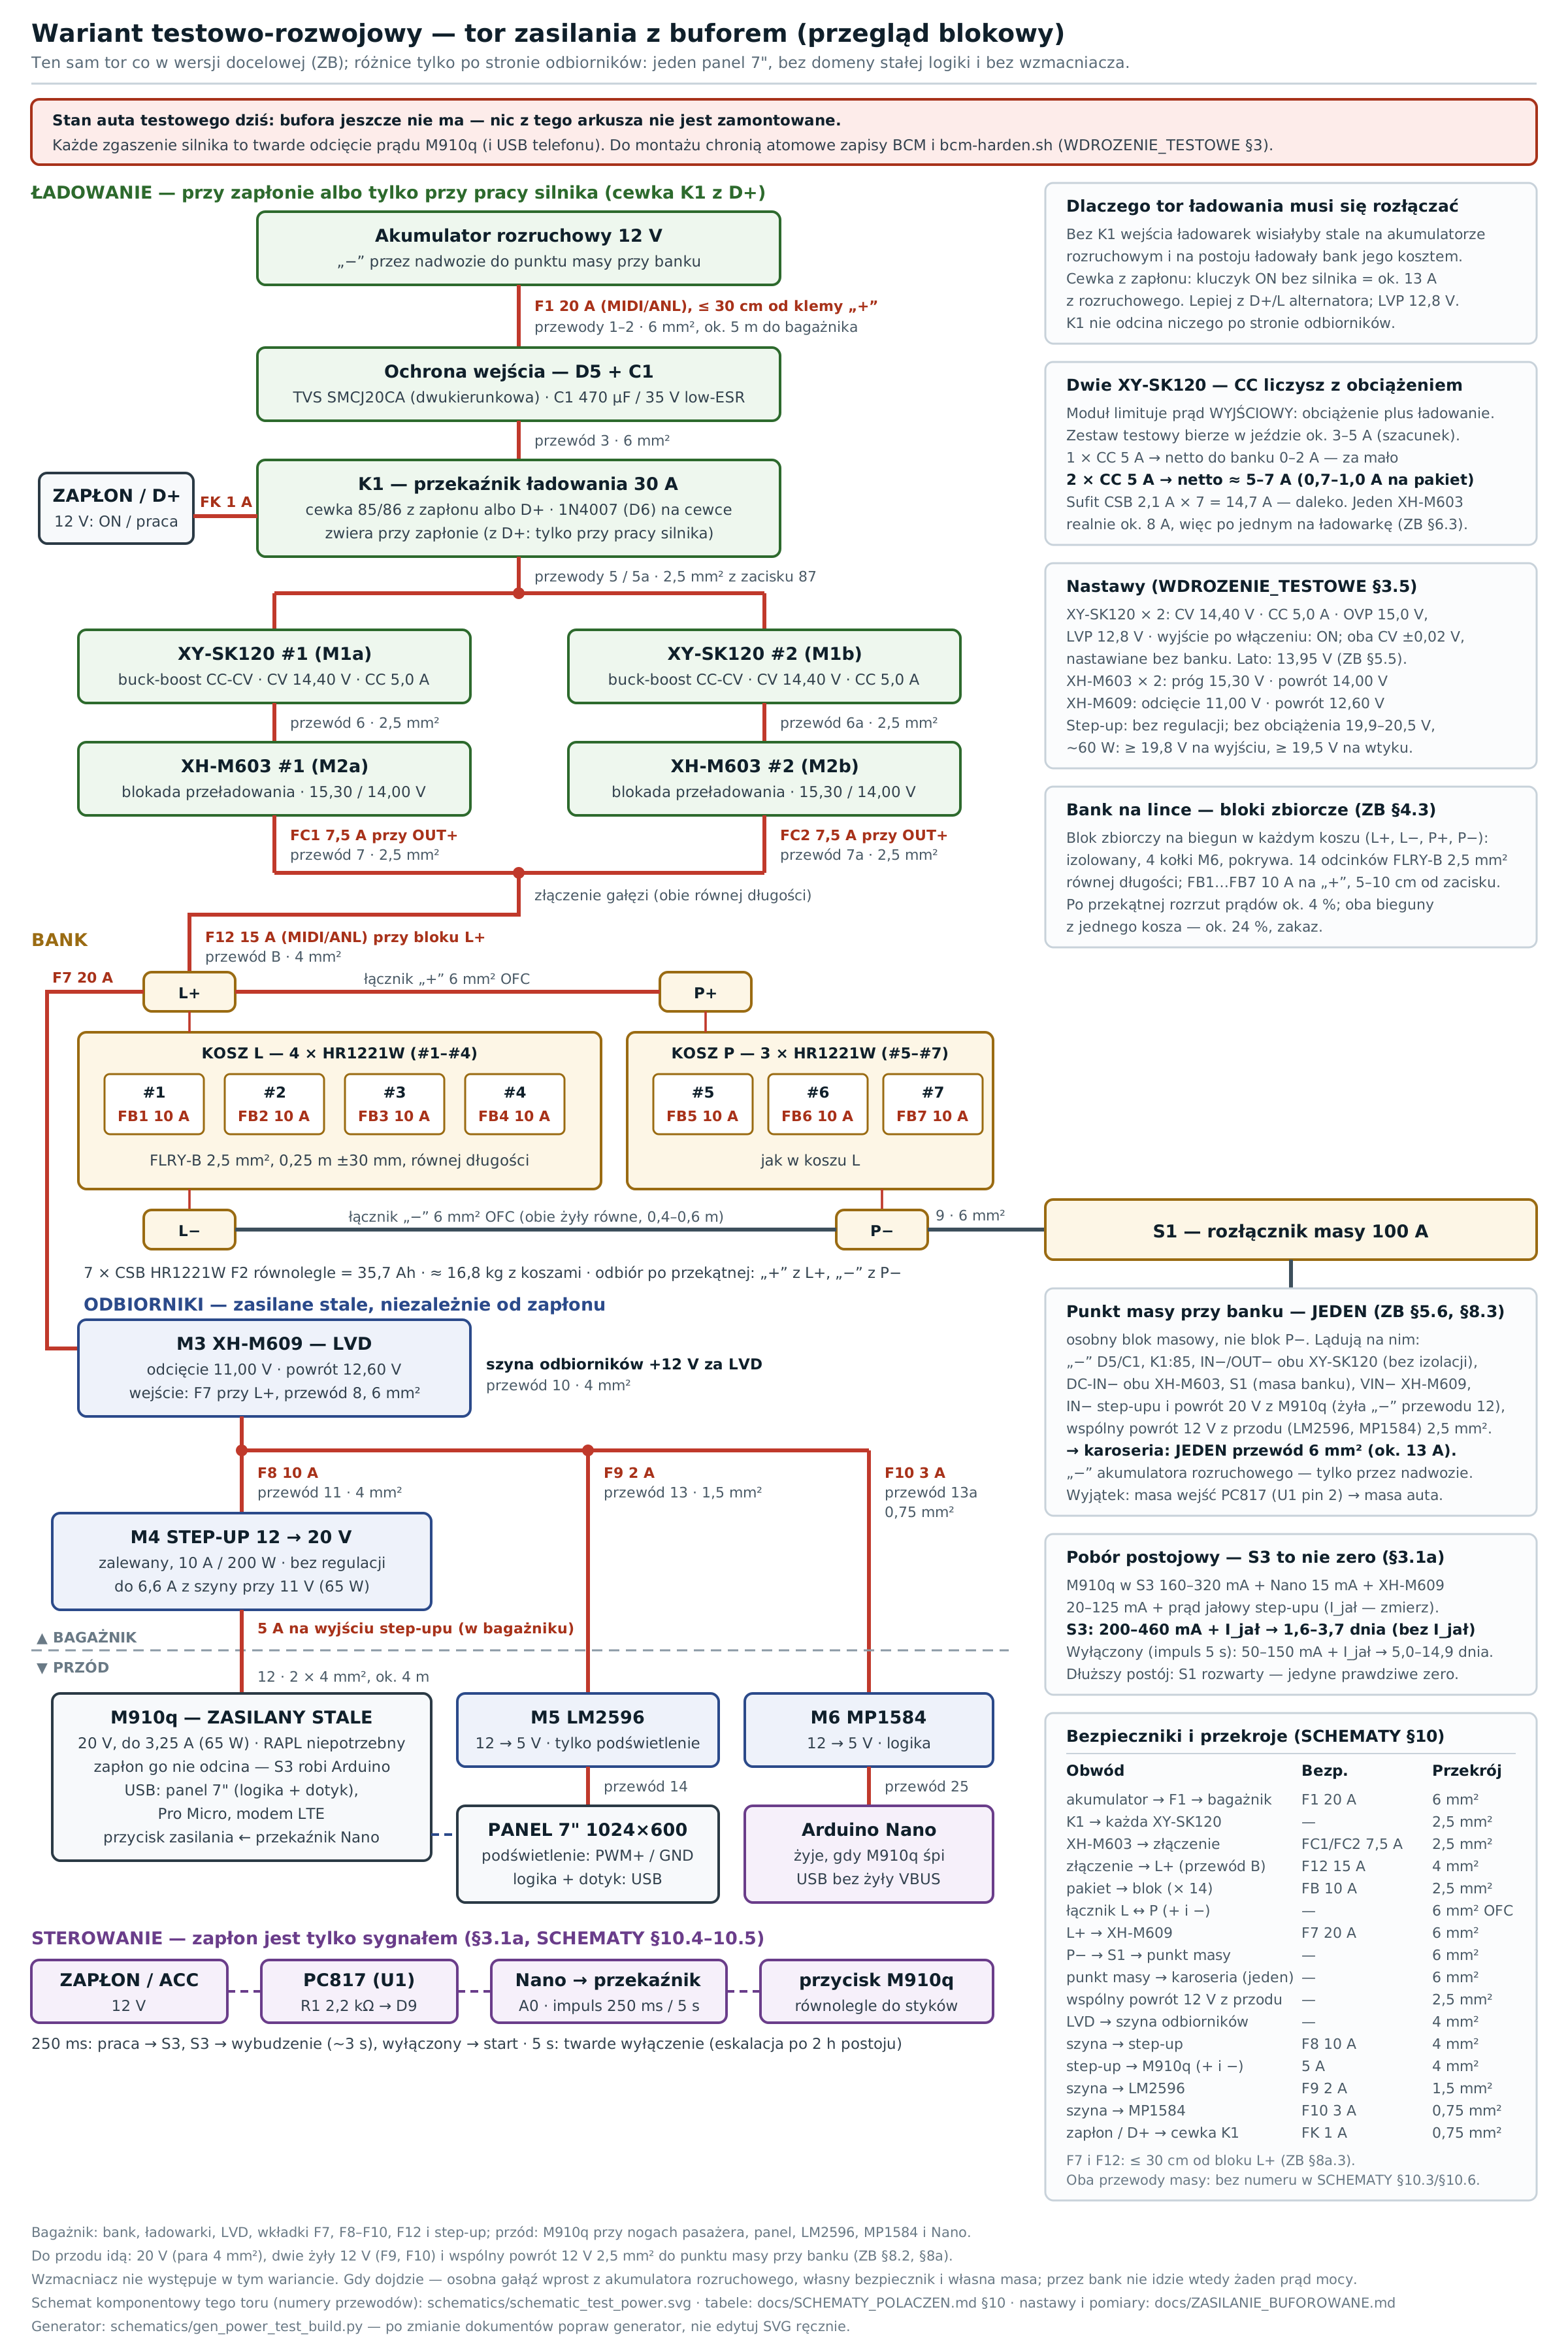 Wariant testowo-rozwojowy — tor zasilania z buforem (przegląd blokowy)
Ten sam tor co w wersji docelowej (ZB); różnice tylko po stronie odbiorników: jeden panel 7", bez domeny stałej logiki i bez wzmacniacza.
Stan auta testowego dziś: bufora jeszcze nie ma — nic z tego arkusza nie jest zamontowane.
Każde zgaszenie silnika to twarde odcięcie prądu M910q (i USB telefonu). Do montażu chronią atomowe zapisy BCM i bcm-harden.sh (WDROZENIE_TESTOWE §3).
ŁADOWANIE — przy zapłonie albo tylko przy pracy silnika (cewka K1 z D+)
Akumulator rozruchowy 12 V
„−” przez nadwozie do punktu masy przy banku
F1 20 A (MIDI/ANL), ≤ 30 cm od klemy „+”
przewody 1–2 · 6 mm², ok. 5 m do bagażnika
Ochrona wejścia — D5 + C1
TVS SMCJ20CA (dwukierunkowa) · C1 470 µF / 35 V low-ESR
przewód 3 · 6 mm²
ZAPŁON / D+
12 V: ON / praca
FK 1 A
K1 — przekaźnik ładowania 30 A
cewka 85/86 z zapłonu albo D+ · 1N4007 (D6) na cewce
zwiera przy zapłonie (z D+: tylko przy pracy silnika)
przewody 5 / 5a · 2,5 mm² z zacisku 87
XY-SK120 #1 (M1a)
buck-boost CC-CV · CV 14,40 V · CC 5,0 A
XY-SK120 #2 (M1b)
buck-boost CC-CV · CV 14,40 V · CC 5,0 A
przewód 6 · 2,5 mm²
przewód 6a · 2,5 mm²
XH-M603 #1 (M2a)
blokada przeładowania · 15,30 / 14,00 V
XH-M603 #2 (M2b)
blokada przeładowania · 15,30 / 14,00 V
FC1 7,5 A przy OUT+
przewód 7 · 2,5 mm²
FC2 7,5 A przy OUT+
przewód 7a · 2,5 mm²
złączenie gałęzi (obie równej długości)
BANK
F12 15 A (MIDI/ANL) przy bloku L+
przewód B · 4 mm²
F7 20 A
L+
łącznik „+” 6 mm² OFC
P+
KOSZ L — 4 × HR1221W (#1–#4)
#1
FB1 10 A
#2
FB2 10 A
#3
FB3 10 A
#4
FB4 10 A
FLRY-B 2,5 mm², 0,25 m ±30 mm, równej długości
KOSZ P — 3 × HR1221W (#5–#7)
#5
FB5 10 A
#6
FB6 10 A
#7
FB7 10 A
jak w koszu L
L−
łącznik „−” 6 mm² OFC (obie żyły równe, 0,4–0,6 m)
P−
9 · 6 mm²
S1 — rozłącznik masy 100 A
7 × CSB HR1221W F2 równolegle = 35,7 Ah · ≈ 16,8 kg z koszami · odbiór po przekątnej: „+” z L+, „−” z P−
ODBIORNIKI — zasilane stale, niezależnie od zapłonu
M3 XH-M609 — LVD
odcięcie 11,00 V · powrót 12,60 V
wejście: F7 przy L+, przewód 8, 6 mm²
szyna odbiorników +12 V za LVD
przewód 10 · 4 mm²
F8 10 A
przewód 11 · 4 mm²
F9 2 A
przewód 13 · 1,5 mm²
F10 3 A
przewód 13a
0,75 mm²
M4 STEP-UP 12 → 20 V
zalewany, 10 A / 200 W · bez regulacji
do 6,6 A z szyny przy 11 V (65 W)
5 A na wyjściu step-upu (w bagażniku)
▲ BAGAŻNIK
▼ PRZÓD
12 · 2 × 4 mm², ok. 4 m
M910q — ZASILANY STALE
20 V, do 3,25 A (65 W) · RAPL niepotrzebny
zapłon go nie odcina — S3 robi Arduino
USB: panel 7" (logika + dotyk),
Pro Micro, modem LTE
przycisk zasilania ← przekaźnik Nano
M5 LM2596
12 → 5 V · tylko podświetlenie
przewód 14
PANEL 7" 1024×600
podświetlenie: PWM+ / GND
logika + dotyk: USB
M6 MP1584
12 → 5 V · logika
przewód 25
Arduino Nano
żyje, gdy M910q śpi
USB bez żyły VBUS
STEROWANIE — zapłon jest tylko sygnałem (§3.1a, SCHEMATY §10.4–10.5)
ZAPŁON / ACC
12 V
PC817 (U1)
R1 2,2 kΩ → D9
Nano → przekaźnik
A0 · impuls 250 ms / 5 s
przycisk M910q
równolegle do styków
250 ms: praca → S3, S3 → wybudzenie (~3 s), wyłączony → start · 5 s: twarde wyłączenie (eskalacja po 2 h postoju)
Dlaczego tor ładowania musi się rozłączać
Bez K1 wejścia ładowarek wisiałyby stale na akumulatorze
rozruchowym i na postoju ładowały bank jego kosztem.
Cewka z zapłonu: kluczyk ON bez silnika = ok. 13 A
z rozruchowego. Lepiej z D+/L alternatora; LVP 12,8 V.
K1 nie odcina niczego po stronie odbiorników.
Dwie XY-SK120 — CC liczysz z obciążeniem
Moduł limituje prąd WYJŚCIOWY: obciążenie plus ładowanie.
Zestaw testowy bierze w jeździe ok. 3–5 A (szacunek).
1 × CC 5 A → netto do banku 0–2 A — za mało
2 × CC 5 A → netto ≈ 5–7 A (0,7–1,0 A na pakiet)
Sufit CSB 2,1 A × 7 = 14,7 A — daleko. Jeden XH-M603
realnie ok. 8 A, więc po jednym na ładowarkę (ZB §6.3).
Nastawy (WDROZENIE_TESTOWE §3.5)
XY-SK120 × 2: CV 14,40 V · CC 5,0 A · OVP 15,0 V,
LVP 12,8 V · wyjście po włączeniu: ON; oba CV ±0,02 V,
nastawiane bez banku. Lato: 13,95 V (ZB §5.5).
XH-M603 × 2: próg 15,30 V · powrót 14,00 V
XH-M609: odcięcie 11,00 V · powrót 12,60 V
Step-up: bez regulacji; bez obciążenia 19,9–20,5 V,
~60 W: ≥ 19,8 V na wyjściu, ≥ 19,5 V na wtyku.
Bank na lince — bloki zbiorcze (ZB §4.3)
Blok zbiorczy na biegun w każdym koszu (L+, L−, P+, P−):
izolowany, 4 kołki M6, pokrywa. 14 odcinków FLRY-B 2,5 mm²
równej długości; FB1…FB7 10 A na „+”, 5–10 cm od zacisku.
Po przekątnej rozrzut prądów ok. 4 %; oba bieguny
z jednego kosza — ok. 24 %, zakaz.
Punkt masy przy banku — JEDEN (ZB §5.6, §8.3)
osobny blok masowy, nie blok P−. Lądują na nim:
„−” D5/C1, K1:85, IN−/OUT− obu XY-SK120 (bez izolacji),
DC-IN− obu XH-M603, S1 (masa banku), VIN− XH-M609,
IN− step-upu i powrót 20 V z M910q (żyła „−” przewodu 12),
wspólny powrót 12 V z przodu (LM2596, MP1584) 2,5 mm².
→ karoseria: JEDEN przewód 6 mm² (ok. 13 A).
„−” akumulatora rozruchowego — tylko przez nadwozie.
Wyjątek: masa wejść PC817 (U1 pin 2) → masa auta.
Pobór postojowy — S3 to nie zero (§3.1a)
M910q w S3 160–320 mA + Nano 15 mA + XH-M609
20–125 mA + prąd jałowy step-upu (I_jał — zmierz).
S3: 200–460 mA + I_jał → 1,6–3,7 dnia (bez I_jał)
Wyłączony (impuls 5 s): 50–150 mA + I_jał → 5,0–14,9 dnia.
Dłuższy postój: S1 rozwarty — jedyne prawdziwe zero.
Bezpieczniki i przekroje (SCHEMATY §10)
Obwód Bezp. Przekrój
akumulator → F1 → bagażnik F1 20 A 6 mm²
K1 → każda XY-SK120 — 2,5 mm²
XH-M603 → złączenie FC1/FC2 7,5 A 2,5 mm²
złączenie → L+ (przewód B) F12 15 A 4 mm²
pakiet → blok (× 14) FB 10 A 2,5 mm²
łącznik L ↔ P (+ i −) — 6 mm² OFC
L+ → XH-M609 F7 20 A 6 mm²
P− → S1 → punkt masy — 6 mm²
punkt masy → karoseria (jeden) — 6 mm²
wspólny powrót 12 V z przodu — 2,5 mm²
LVD → szyna odbiorników — 4 mm²
szyna → step-up F8 10 A 4 mm²
step-up → M910q (+ i −) 5 A 4 mm²
szyna → LM2596 F9 2 A 1,5 mm²
szyna → MP1584 F10 3 A 0,75 mm²
zapłon / D+ → cewka K1 FK 1 A 0,75 mm²
F7 i F12: ≤ 30 cm od bloku L+ (ZB §8a.3).
Oba przewody masy: bez numeru w SCHEMATY §10.3/§10.6.
Bagażnik: bank, ładowarki, LVD, wkładki F7, F8–F10, F12 i step-up; przód: M910q przy nogach pasażera, panel, LM2596, MP1584 i Nano.
Do przodu idą: 20 V (para 4 mm²), dwie żyły 12 V (F9, F10) i wspólny powrót 12 V 2,5 mm² do punktu masy przy banku (ZB §8.2, §8a).
Wzmacniacz nie występuje w tym wariancie. Gdy dojdzie — osobna gałąź wprost z akumulatora rozruchowego, własny bezpiecznik i własna masa; przez bank nie idzie wtedy żaden prąd mocy.
Schemat komponentowy tego toru (numery przewodów): schematics/schematic_test_power.svg · tabele: docs/SCHEMATY_POLACZEN.md §10 · nastawy i pomiary: docs/ZASILANIE_BUFOROWANE.md
Generator: schematics/gen_power_test_build.py — po zmianie dokumentów popraw generator, nie edytuj SVG ręcznie.